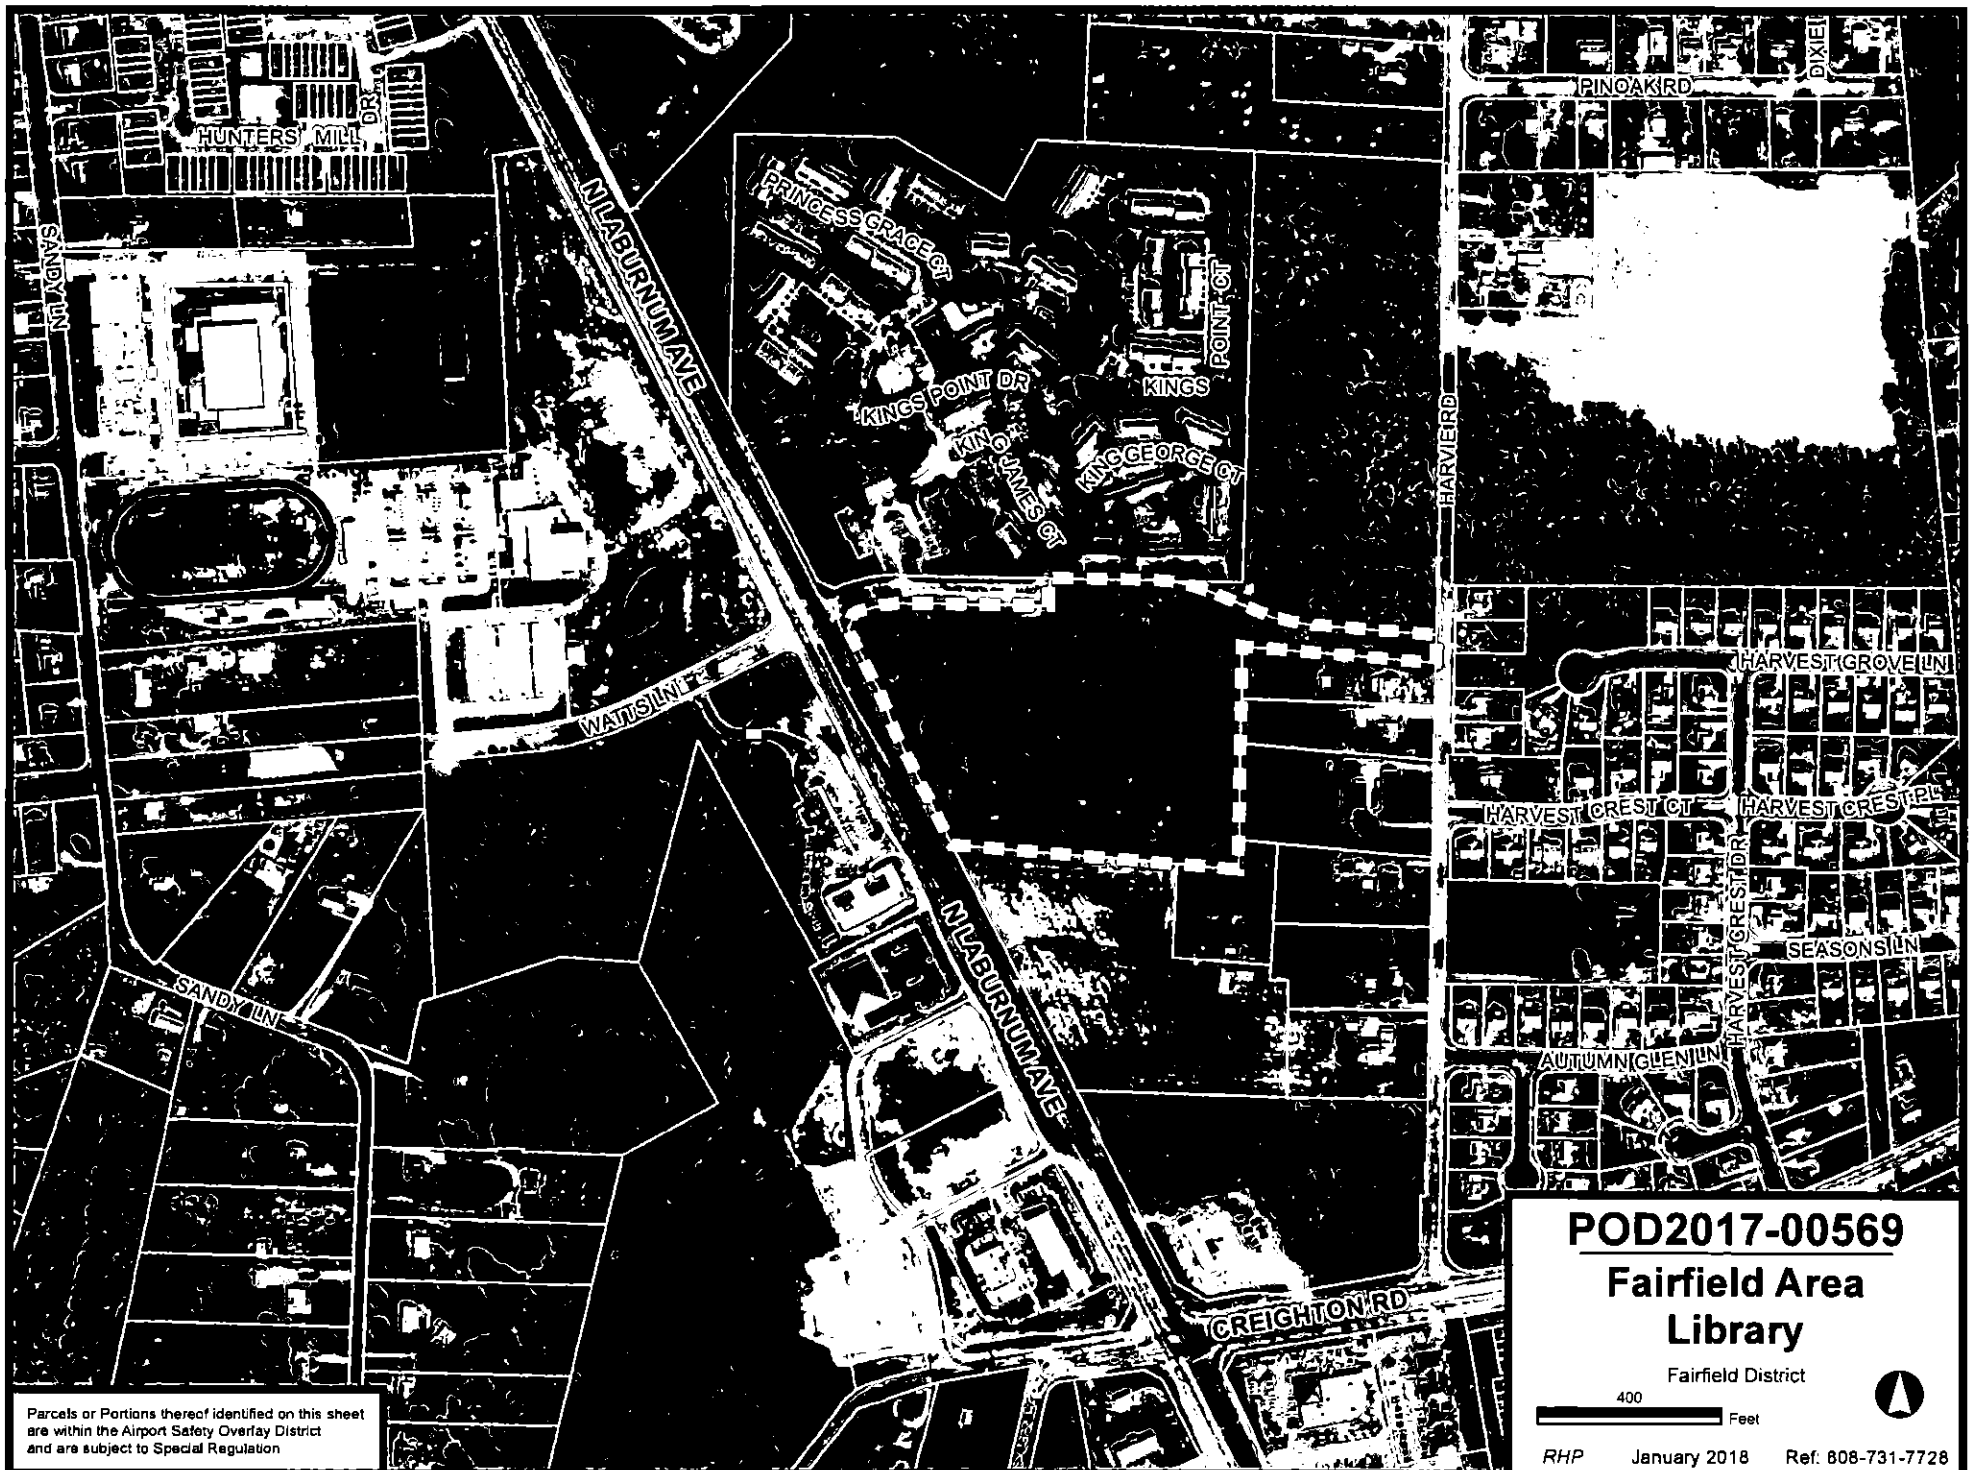 PINOAK RD
DIXIE
HUNTERS MILL
DR
SANDY LN
N LABURNUM AVE
PRINCESS GRACE CT
POINT CT
KINGS
KINGS POINT DR
KING JAMES CT
KING GEORGE CT
HARVIE RD
HARVEST GROVE LN
WATTS LN
HARVEST CREST CT
HARVEST CREST PL
HARVEST CREST DR
SEASONS LN
N LABURNUM AVE
SANDY LN
AUTUMN GLEN LN
CREIGHTON RD
POD2017-00569
Fairfield Area
Library
Fairfield District
400
Feet
RHP January 2018 Ref: 808-731-7728
Parcels or Portions thereof identified on this sheet
are within the Airport Safety Overlay District
and are subject to Special Regulation